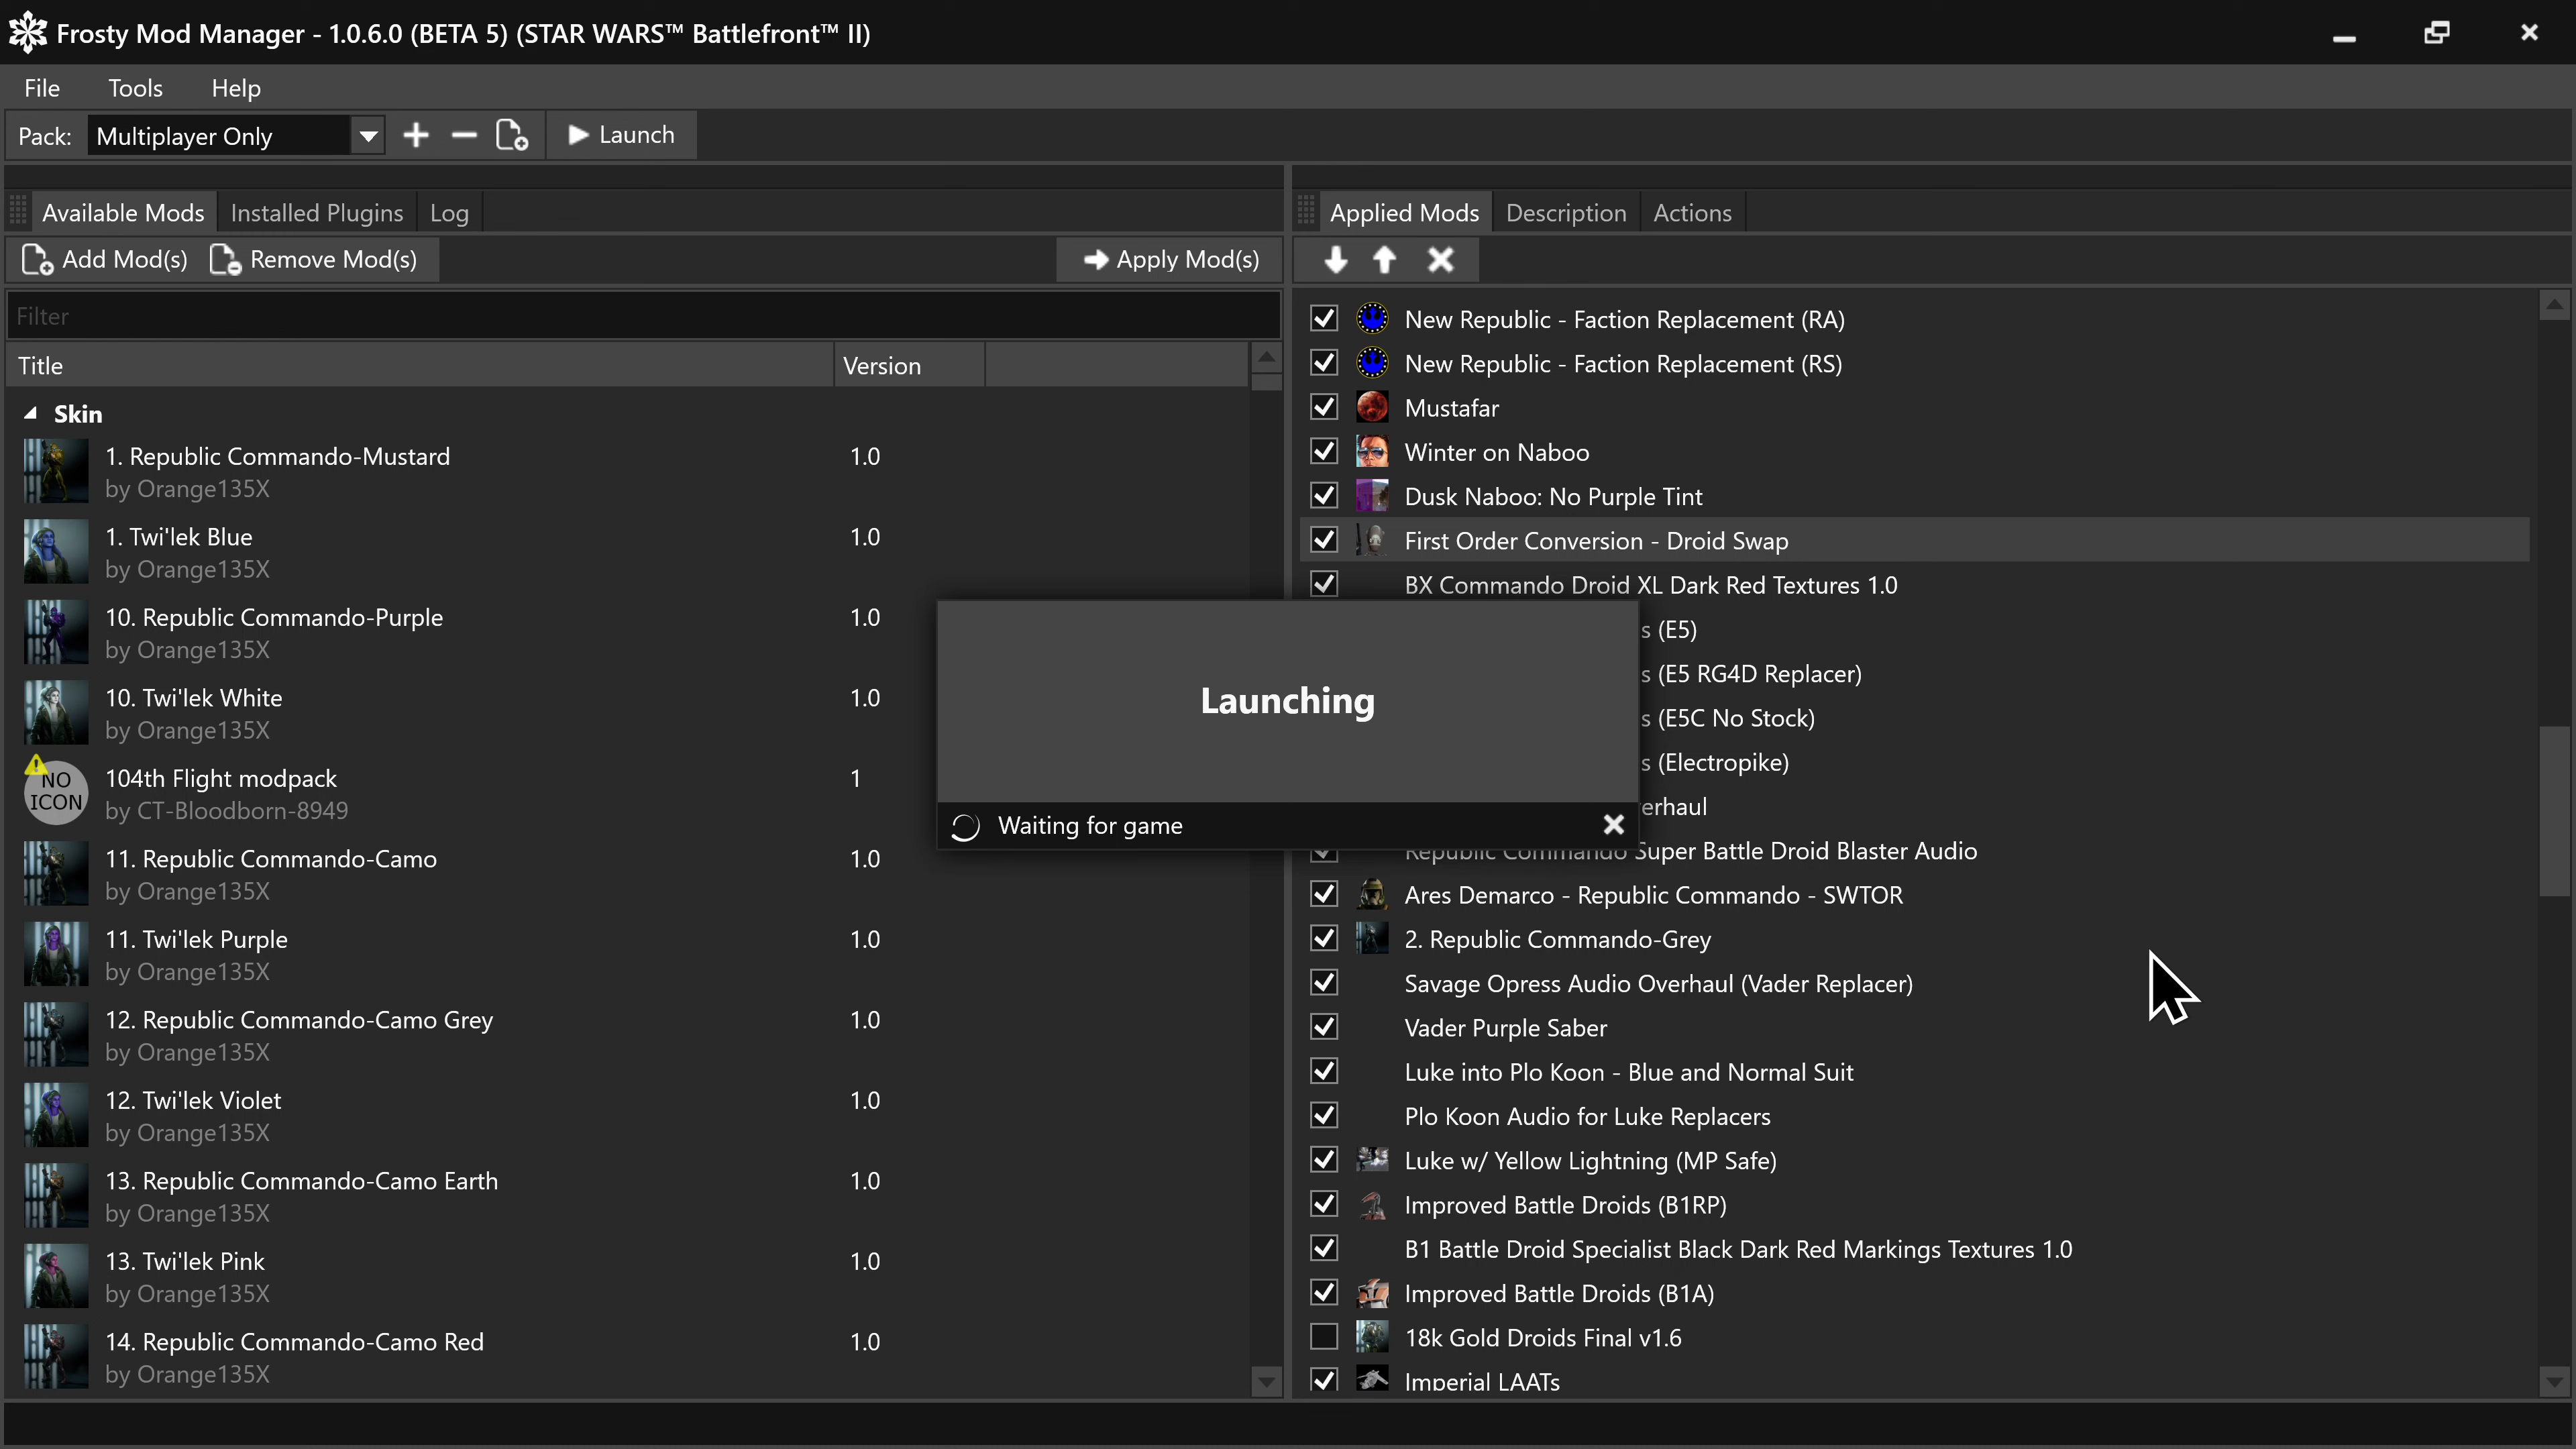 Frosty Mod Manager - 1.0.6.0 (BETA 5) (STAR WARS™ Battlefront™ II)
File Tools Help
Pack: Multiplayer Only Launch
Available Mods Installed Plugins Log
Add Mod(s) Remove Mod(s) Apply Mod(s)
Filter
Title Version
Skin
1. Republic Commando-Mustard 1.0
by Orange135X
1. Twi'lek Blue 1.0
by Orange135X
10. Republic Commando-Purple 1.0
by Orange135X
10. Twi'lek White 1.0
by Orange135X
NO ICON
104th Flight modpack 1
by CT-Bloodborn-8949
11. Republic Commando-Camo 1.0
by Orange135X
11. Twi'lek Purple 1.0
by Orange135X
12. Republic Commando-Camo Grey 1.0
by Orange135X
12. Twi'lek Violet 1.0
by Orange135X
13. Republic Commando-Camo Earth 1.0
by Orange135X
13. Twi'lek Pink 1.0
by Orange135X
14. Republic Commando-Camo Red 1.0
by Orange135X
Launching
Waiting for game
Applied Mods Description Actions
New Republic - Faction Replacement (RA)
New Republic - Faction Replacement (RS)
Mustafar
Winter on Naboo
Dusk Naboo: No Purple Tint
First Order Conversion - Droid Swap
BX Commando Droid XL Dark Red Textures 1.0
s (E5)
s (E5 RG4D Replacer)
s (E5C No Stock)
s (Electropike)
erhaul
Republic Commando Super Battle Droid Blaster Audio
Ares Demarco - Republic Commando - SWTOR
2. Republic Commando-Grey
Savage Opress Audio Overhaul (Vader Replacer)
Vader Purple Saber
Luke into Plo Koon - Blue and Normal Suit
Plo Koon Audio for Luke Replacers
Luke w/ Yellow Lightning (MP Safe)
Improved Battle Droids (B1RP)
B1 Battle Droid Specialist Black Dark Red Markings Textures 1.0
Improved Battle Droids (B1A)
18k Gold Droids Final v1.6
Imperial LAATs